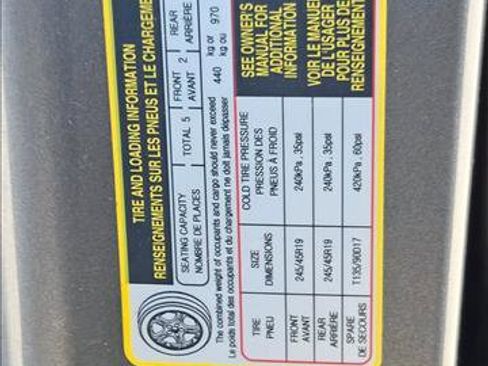 TIRE AND LOADING INFORMATION
RENSEIGNEMENTS SUR LES PNEUS ET LE CHARGEME
SEATING CAPACITY
NOMBRE DE PLACES
TOTAL 5
FRONT
AVANT 2
REAR
ARRIÈRE
The combined weight of occupants and cargo should never exceed
Le poids total des occupants et du chargement ne doit jamais dépasser
440
kg or
kg ou
970
TIRE
PNEU
SIZE
DIMENSIONS
COLD TIRE PRESSURE
PRESSION DES
PNEUS À FROID
SEE OWNER'S
MANUAL FOR
ADDITIONAL
INFORMATION
FRONT
AVANT
245/45R19
240kPa, 35psi
REAR
ARRIÈRE
245/45R19
240kPa, 35psi
VOIR LE MANUEL
DE L'USAGER
POUR PLUS DE
RENSEIGNEMENT
SPARE
DE SECOURS
T135/90D17
420kPa, 60psi